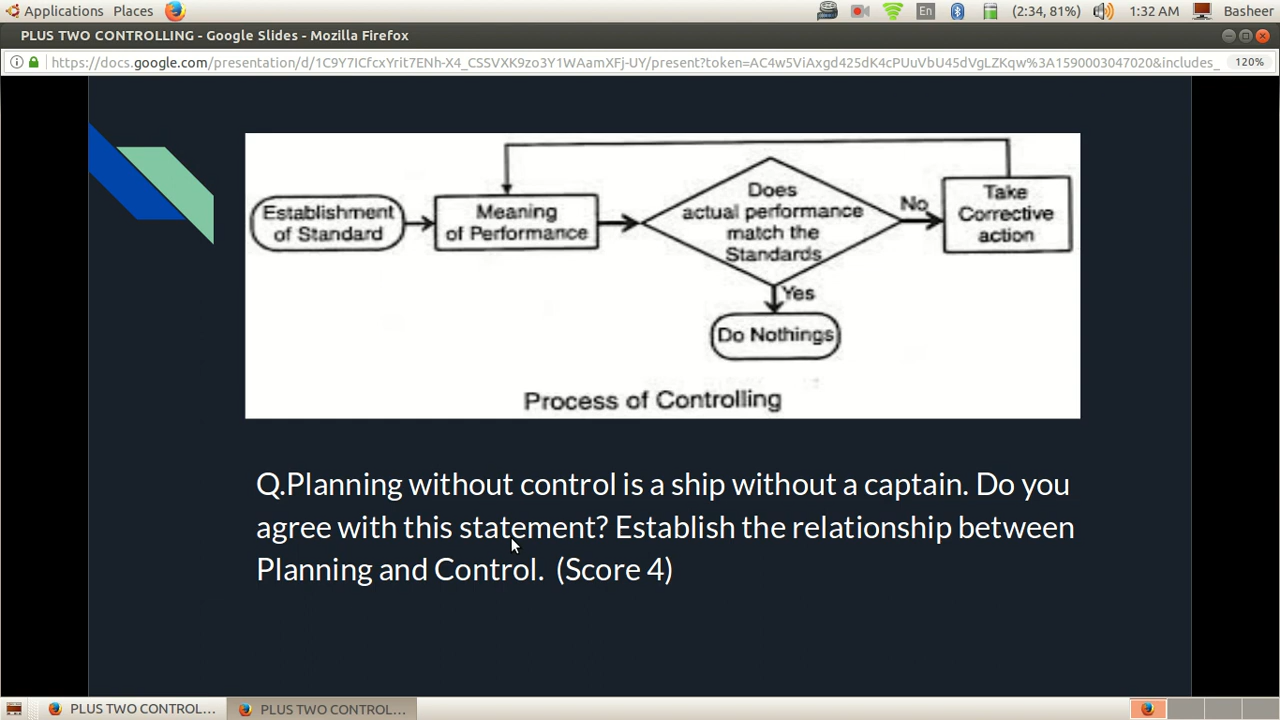 Applications Places En (2:34, 81%) 1:32 AM Basheer
PLUS TWO CONTROLLING - Google Slides - Mozilla Firefox
https://docs.google.com/presentation/d/1C9Y7ICfcxYrit7ENh-X4_CSSVXK9zo3Y1WAamXFj-UY/present?token=AC4w5ViAxgd425dK4cPUuVbU45dVgLZKqw%3A1590003047020&includes_ 120%
Establishment
of Standard
Meaning
of Performance
Does
actual performance
match the
Standards
No
Take
Corrective
action
Yes
Do Nothings
Process of Controlling
Q.Planning without control is a ship without a captain. Do you
agree with this statement? Establish the relationship between
Planning and Control. (Score 4)
PLUS TWO CONTROL... PLUS TWO CONTROL...